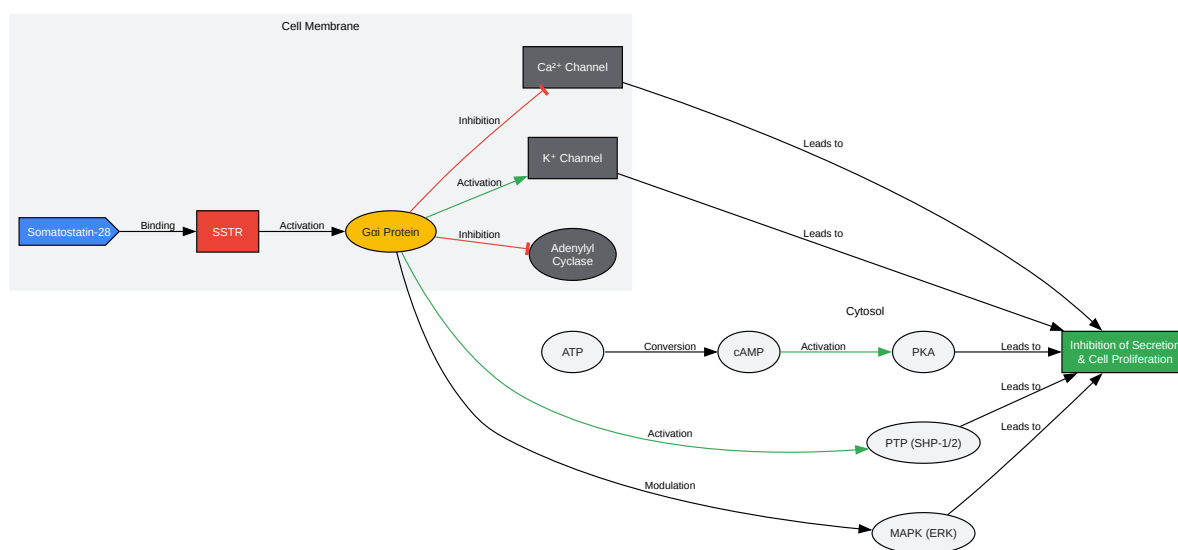 Cell Membrane
Ca²⁺ Channel
Inhibition
Leads to
K⁺ Channel
Activation
Somatostatin-28
Binding
SSTR
Activation
Gαi Protein
Inhibition
Leads to
Adenylyl
Cyclase
Cytosol
ATP
Conversion
cAMP
Activation
PKA
Leads to
Inhibition of Secretion
& Cell Proliferation
Leads to
Activation
PTP (SHP-1/2)
Leads to
Modulation
MAPK (ERK)